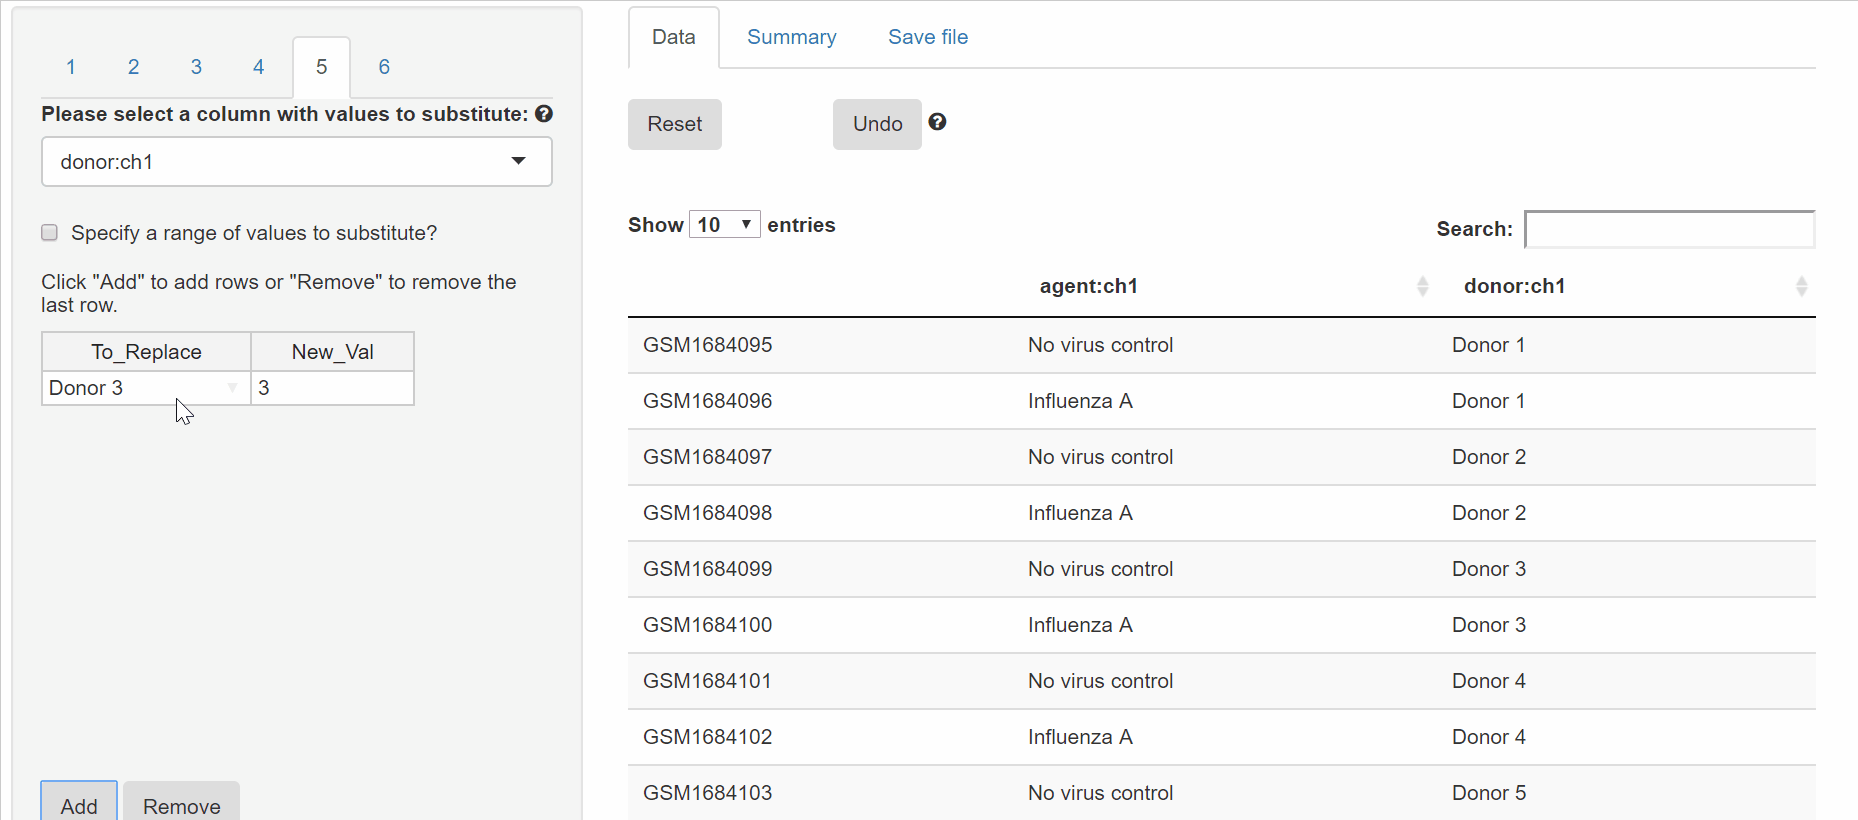 1 2 3 4 5 6
Please select a column with values to substitute: ?
donor:ch1
Specify a range of values to substitute?
Click "Add" to add rows or "Remove" to remove the
last row.
To_Replace New_Val
Donor 3 3
Add Remove
Data Summary Save file
Reset Undo ?
Show 10 entries Search:
agent:ch1 donor:ch1
GSM1684095 No virus control Donor 1
GSM1684096 Influenza A Donor 1
GSM1684097 No virus control Donor 2
GSM1684098 Influenza A Donor 2
GSM1684099 No virus control Donor 3
GSM1684100 Influenza A Donor 3
GSM1684101 No virus control Donor 4
GSM1684102 Influenza A Donor 4
GSM1684103 No virus control Donor 5